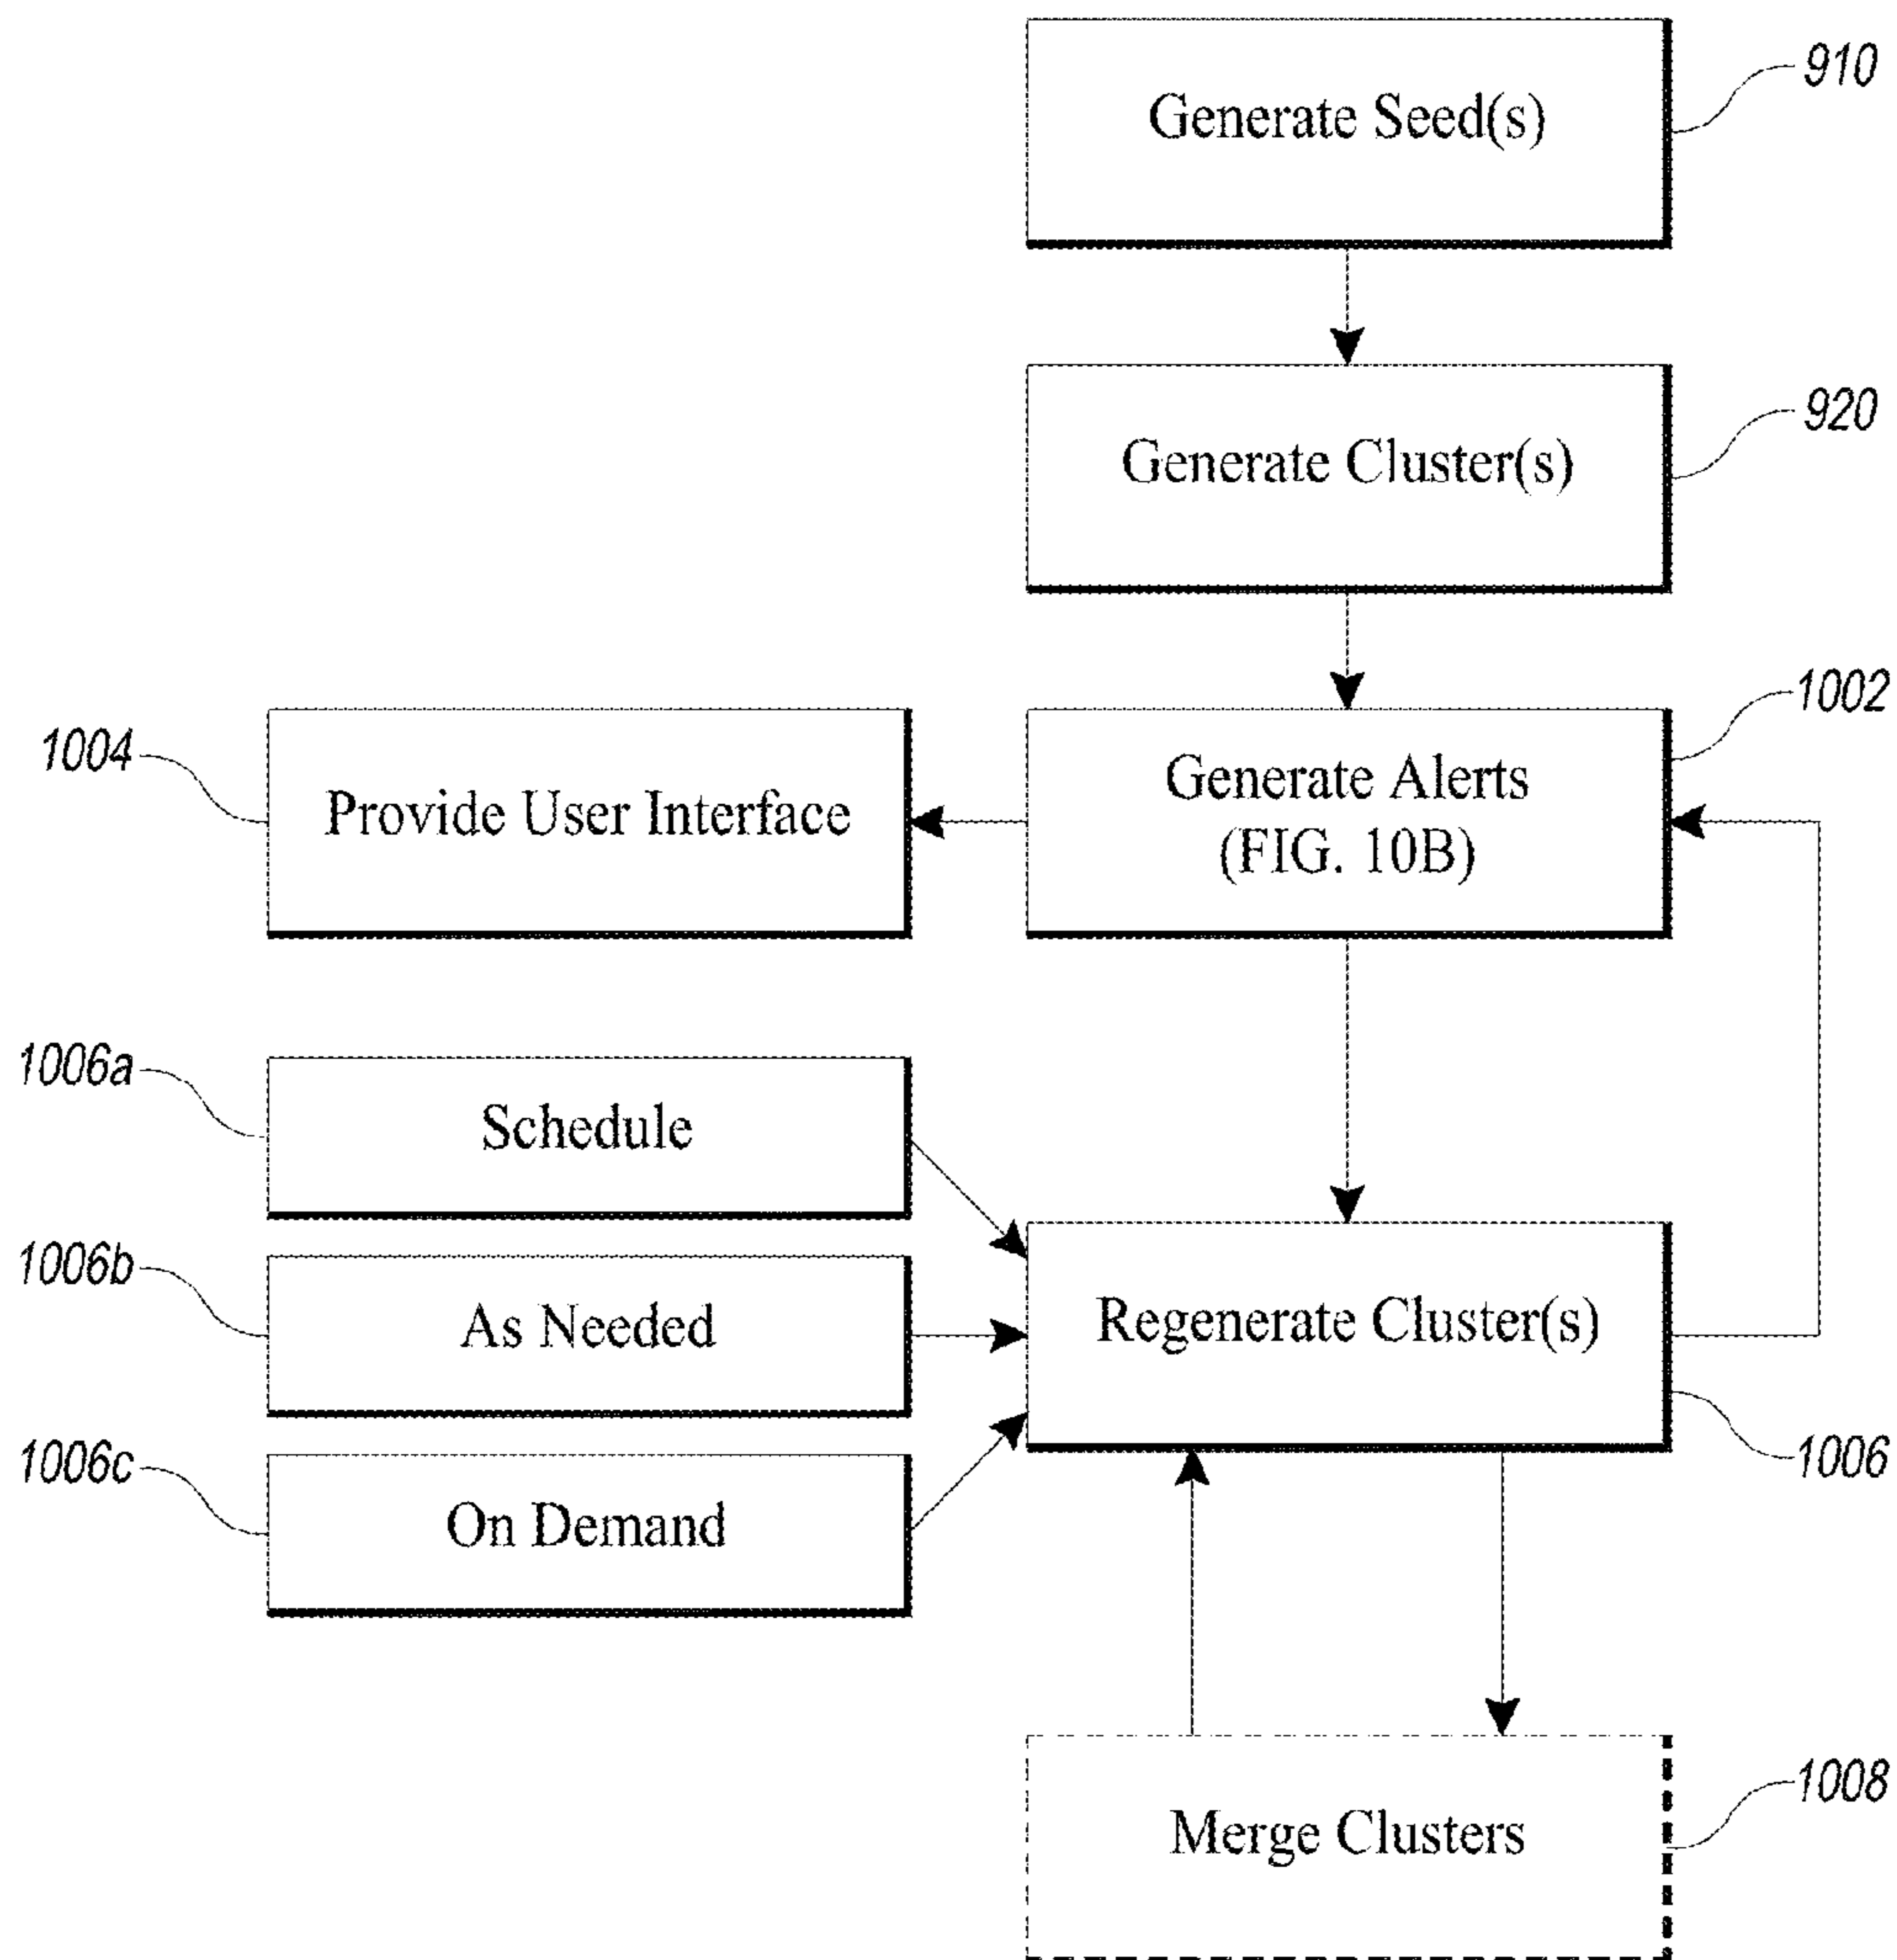 Generate Seed(s)
910
Generate Cluster(s)
920
1002
1004
Provide User Interface
Generate Alerts
(FIG. 10B)
1006a
Schedule
1006b
As Needed
Regenerate Cluster(s)
1006
1006c
On Demand
1008
Merge Clusters